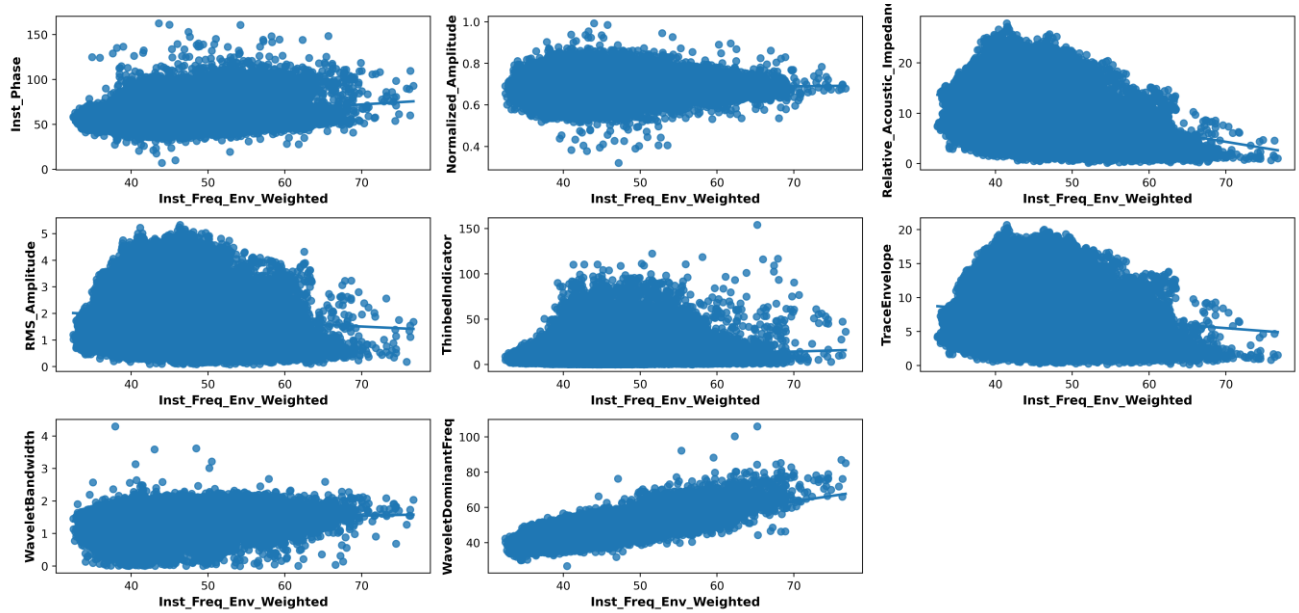 Inst_Phase
150
100
50
0
40 50 60 70
Inst_Freq_Env_Weighted
Normalized_Amplitude
1.0
0.8
0.6
0.4
40 50 60 70
Inst_Freq_Env_Weighted
Relative_Acoustic_Impedan
20
10
0
40 50 60 70
Inst_Freq_Env_Weighted
RMS_Amplitude
5
4
3
2
1
0
40 50 60 70
Inst_Freq_Env_Weighted
ThinbedIndicator
150
100
50
0
40 50 60 70
Inst_Freq_Env_Weighted
TraceEnvelope
20
15
10
5
0
40 50 60 70
Inst_Freq_Env_Weighted
WaveletBandwidth
4
3
2
1
0
40 50 60 70
Inst_Freq_Env_Weighted
WaveletDominantFreq
100
80
60
40
40 50 60 70
Inst_Freq_Env_Weighted